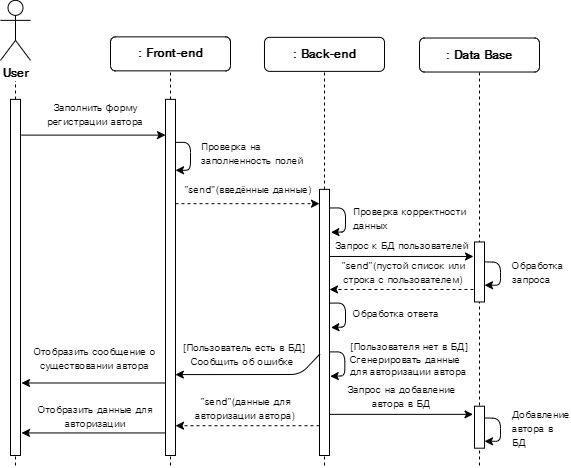 User
: Front-end
: Back-end
: Data Base
Заполнить форму
регистрации автора
Проверка на
заполненность полей
"send"(введённые данные)
Проверка корректности
данных
Запрос к БД пользователей
"send"(пустой список или
строка с пользователем)
Обработка
запроса
Обработка ответа
[Пользователь есть в БД]
Сообщить об ошибке
[Пользователя нет в БД]
Сгенерировать данные
для авторизации автора
Отобразить сообщение о
существовании автора
Запрос на добавление
автора в БД
"send"(данные для
авторизации автора)
Отобразить данные для
авторизации
Добавление
автора в
БД